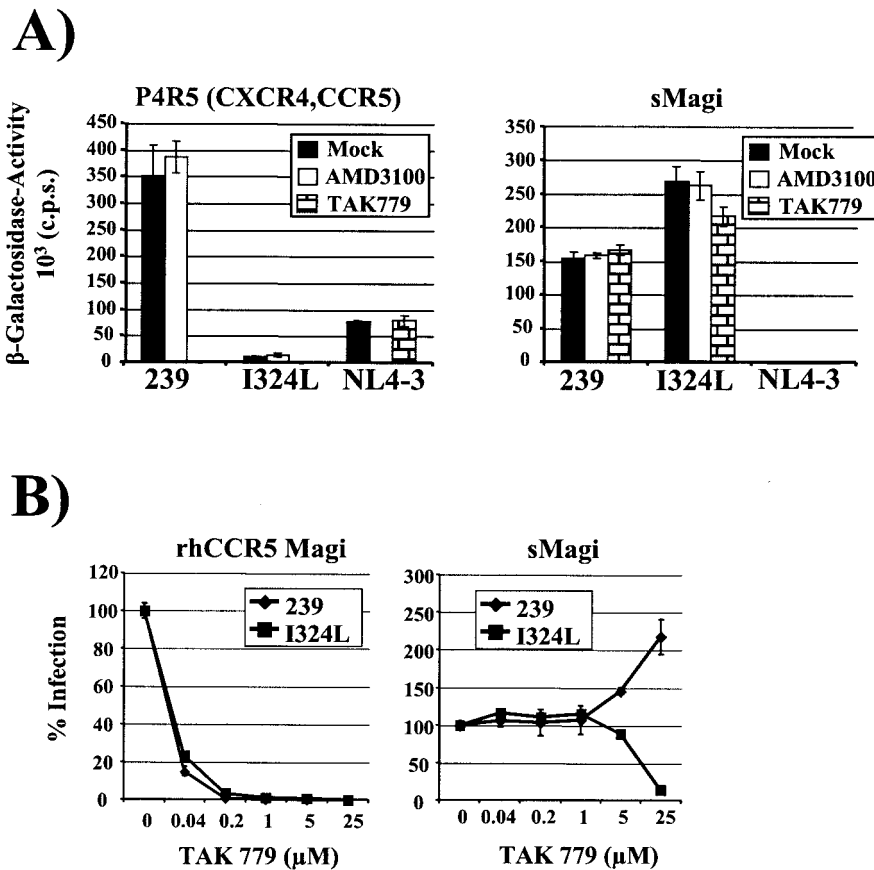 A)
P4R5 (CXCR4,CCR5)
β-Galactosidase-Activity
10³ (c.p.s.)
450
400
350
300
250
200
150
100
50
0
Mock
AMD3100
TAK779
239 I324L NL4-3
sMagi
350
300
250
200
150
100
50
0
Mock
AMD3100
TAK779
239 I324L NL4-3
B)
rhCCR5 Magi
% Infection
120
100
80
60
40
20
0
239
I324L
0 0.04 0.2 1 5 25
TAK 779 (µM)
sMagi
300
250
200
150
100
50
0
239
I324L
0 0.04 0.2 1 5 25
TAK 779 (µM)